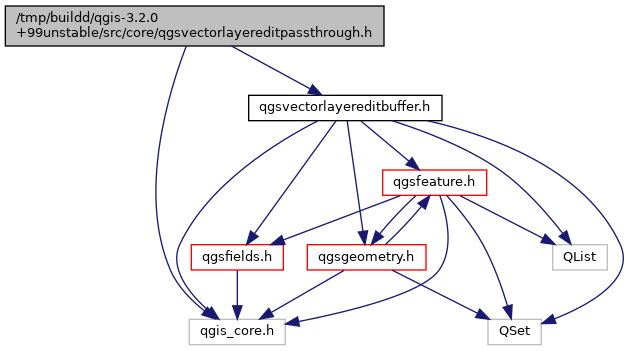 /tmp/buildd/qgis-3.2.0
+99unstable/src/core/qgsvectorlayereditpassthrough.h
qgsvectorlayereditbuffer.h
qgsfeature.h
qgsfields.h
qgsgeometry.h
QList
qgis_core.h
QSet